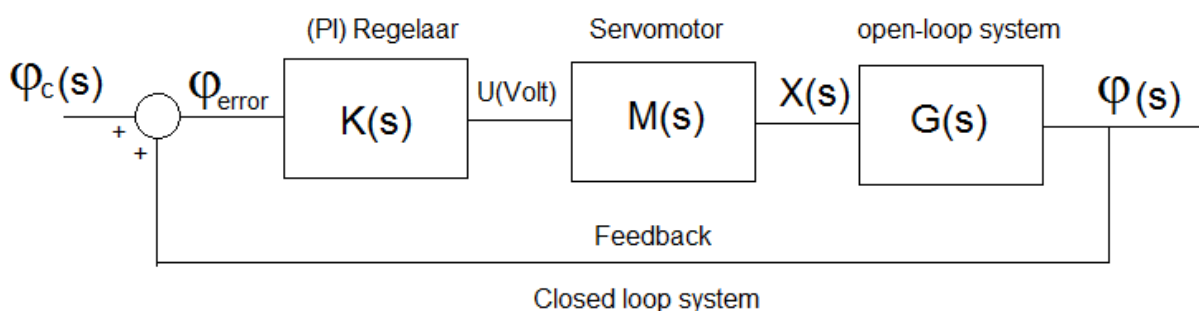 (PI) Regelaar
Servomotor
open-loop system
φc(s)
φerror
K(s)
U(Volt)
M(s)
X(s)
G(s)
φ(s)
+
+
Feedback
Closed loop system